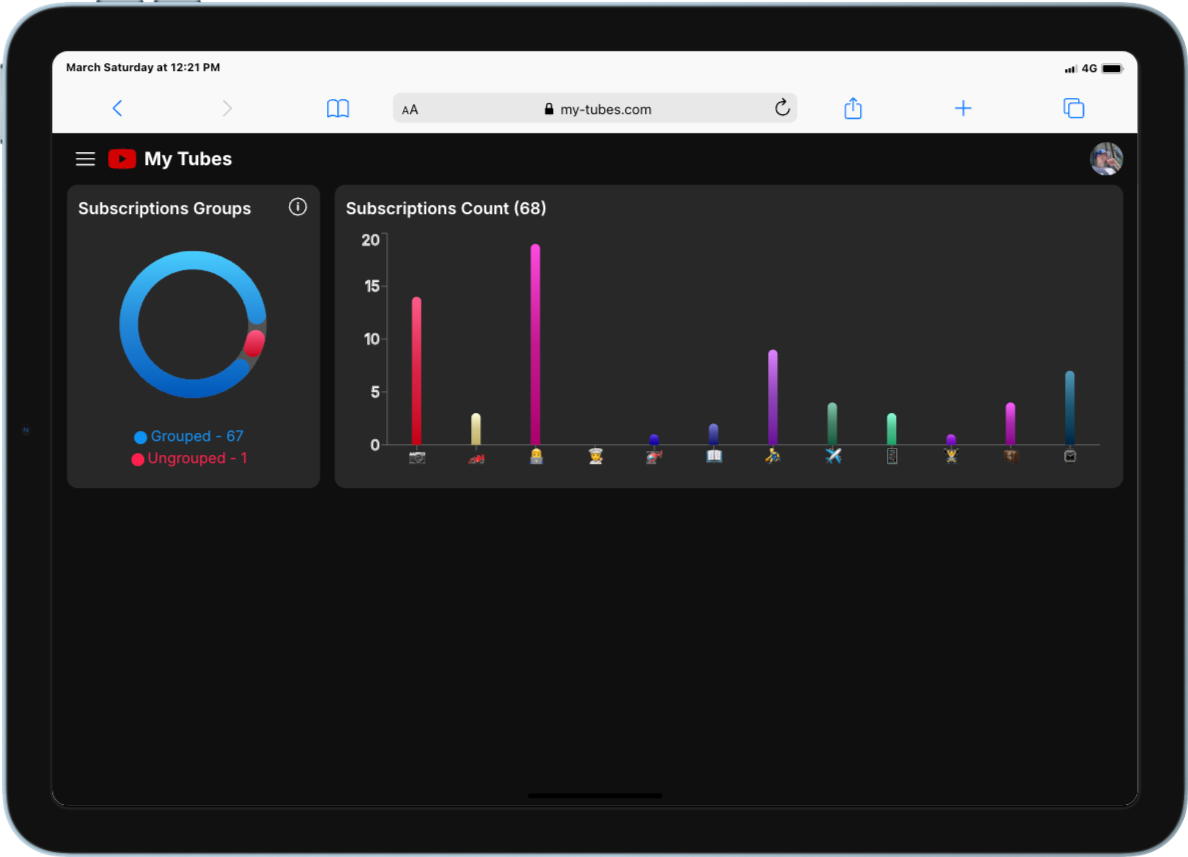 March Saturday at 12:21 PM
4G
AA
my-tubes.com
My Tubes
Subscriptions Groups
Grouped - 67
Ungrouped - 1
Subscriptions Count (68)
20
15
10
5
0